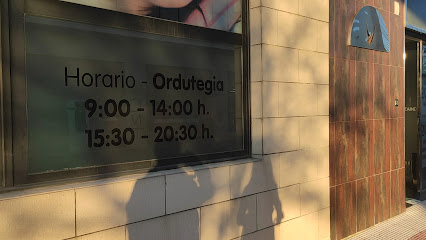 Horario - Ordutegia
9:00 - 14:00 h.
15:30 - 20:30 h.